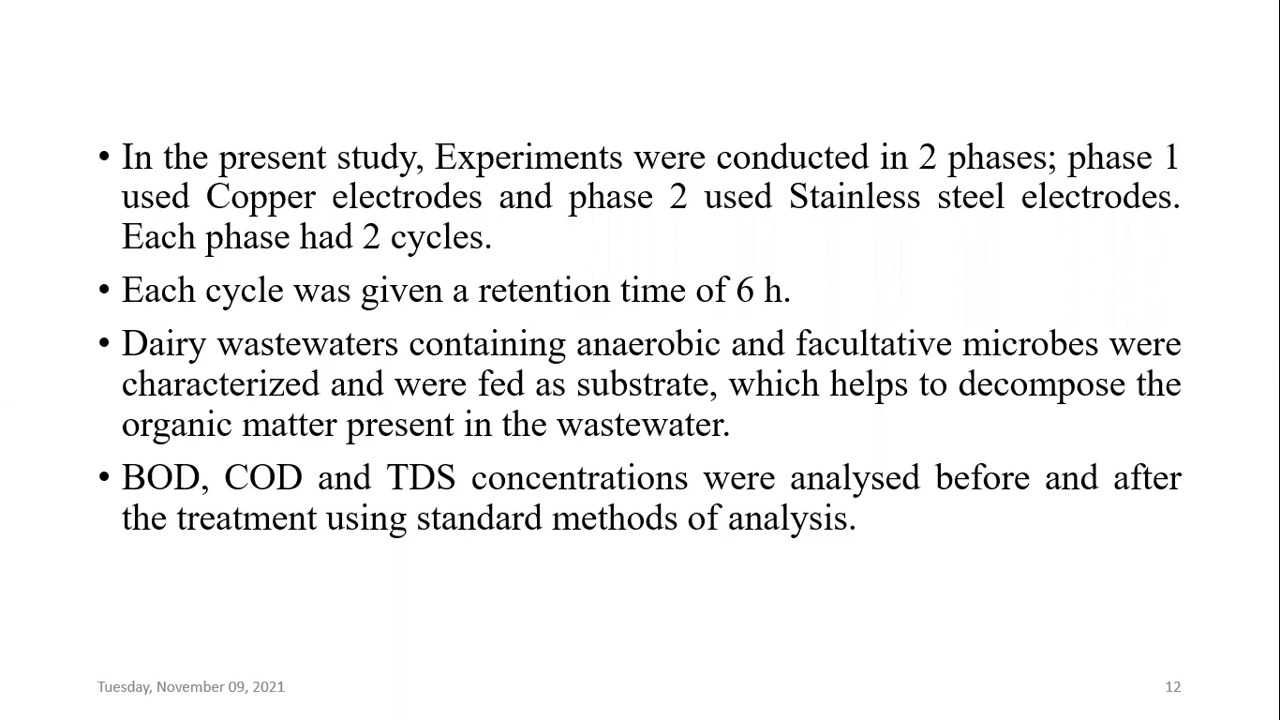 • In the present study, Experiments were conducted in 2 phases; phase 1
used Copper electrodes and phase 2 used Stainless steel electrodes.
Each phase had 2 cycles.
• Each cycle was given a retention time of 6 h.
• Dairy wastewaters containing anaerobic and facultative microbes were
characterized and were fed as substrate, which helps to decompose the
organic matter present in the wastewater.
• BOD, COD and TDS concentrations were analysed before and after
the treatment using standard methods of analysis.
Tuesday, November 09, 2021
12